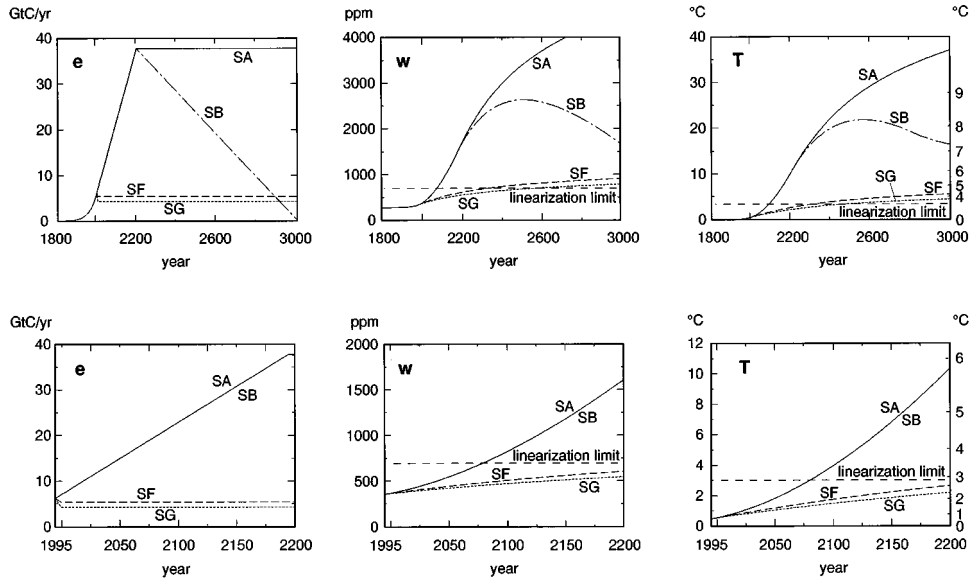 GtC/yr
40
30
20
10
0
e
SA
SB
SF
SG
1800 2200 2600 3000
year
ppm
4000
3000
2000
1000
0
w
SA
SB
SF
SG
linearization limit
1800 2200 2600 3000
year
°C
40
30
20
10
0
T
SA
SB
SG
SF
linearization limit
°C
9
8
7
6
5
4
0
1800 2200 2600 3000
year
GtC/yr
40
30
20
10
0
e
SA
SB
SF
SG
1995 2050 2100 2150 2200
year
ppm
2000
1500
1000
500
0
w
SA
SB
linearization limit
SF
SG
1995 2050 2100 2150 2200
year
°C
12
10
8
6
4
2
0
T
SA
SB
linearization limit
SF
SG
°C
6
5
4
3
2
1
0
1995 2050 2100 2150 2200
year